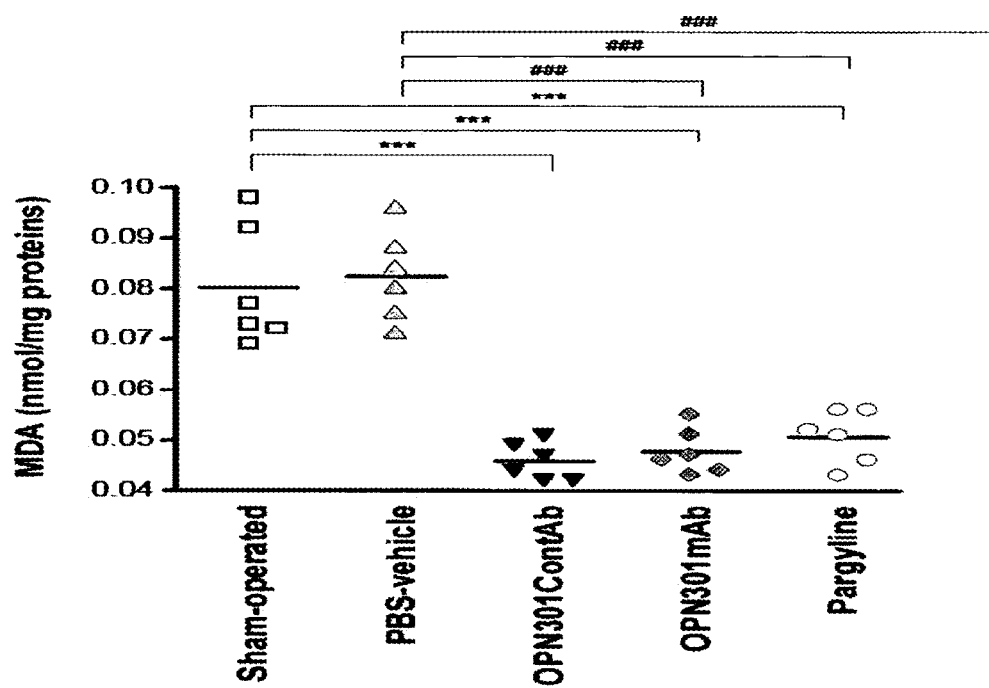 ###
###
###
***
***
***
MDA (nmol/mg proteins)
0.10
0.09
0.08
0.07
0.06
0.05
0.04
Sham-operated
PBS-vehicle
OPN301ContAb
OPN301mAb
Pargyline